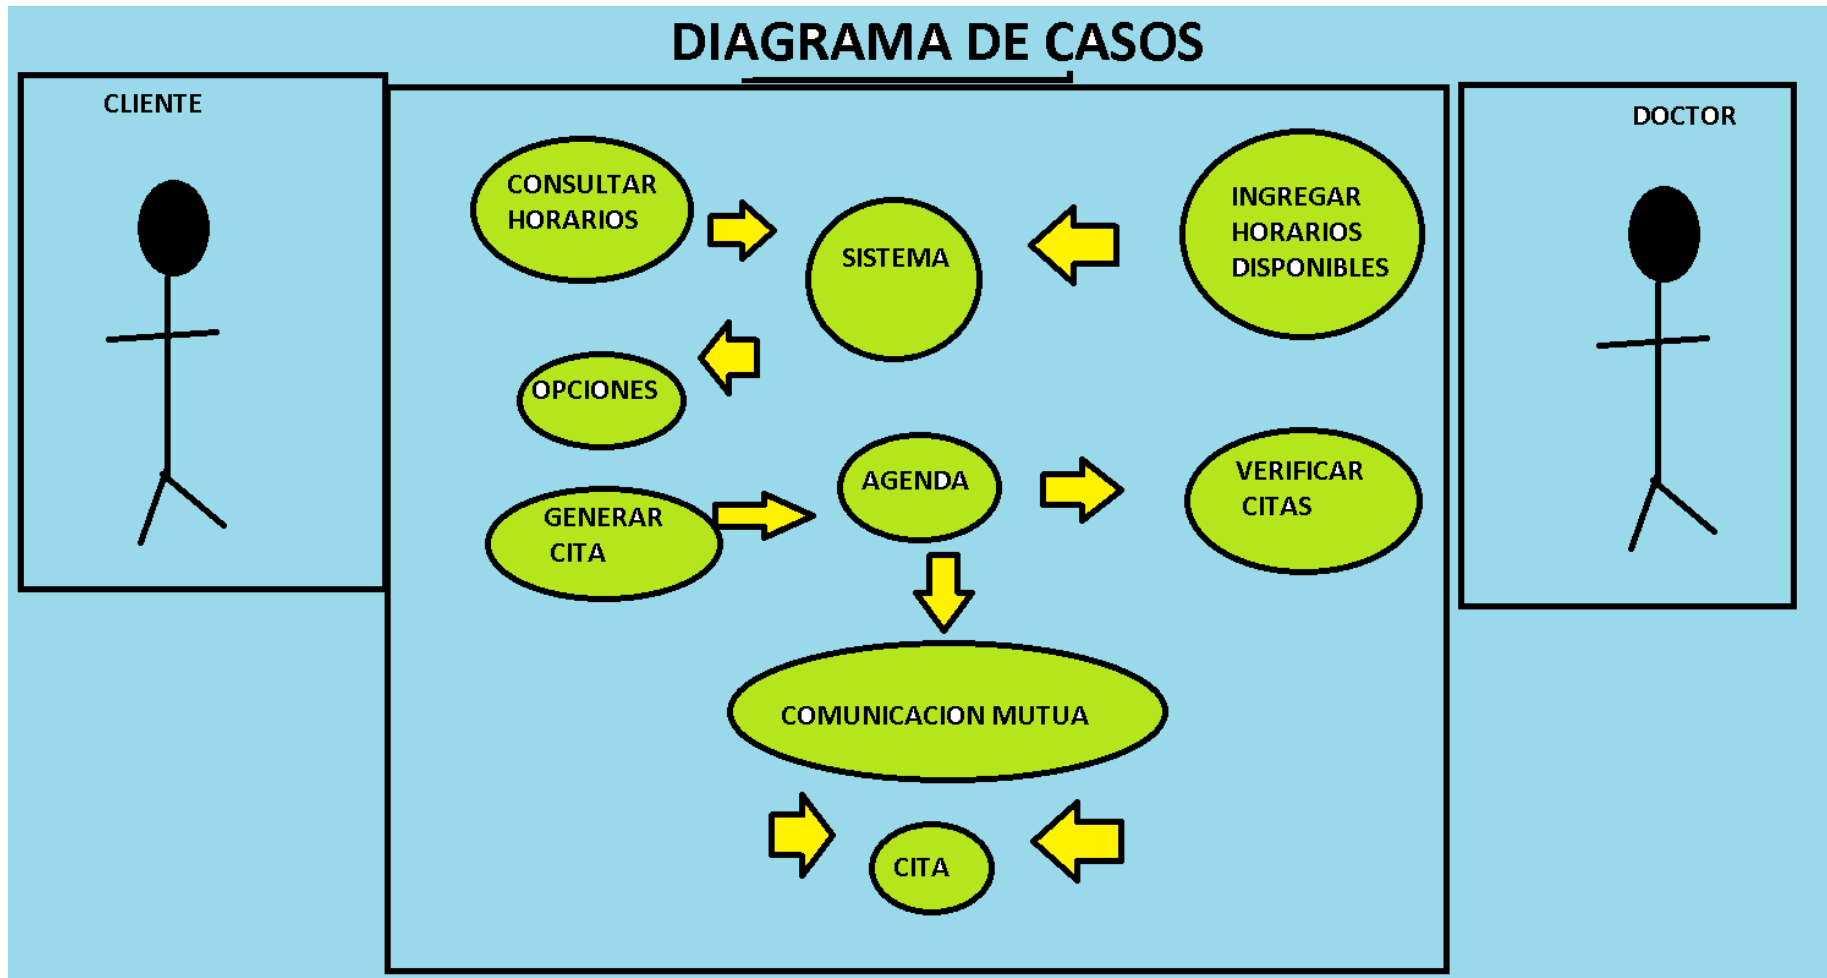 DIAGRAMA DE CASOS
CLIENTE
DOCTOR
CONSULTAR
HORARIOS
SISTEMA
INGREGAR
HORARIOS
DISPONIBLES
OPCIONES
AGENDA
VERIFICAR
CITAS
GENERAR
CITA
COMUNICACION MUTUA
CITA